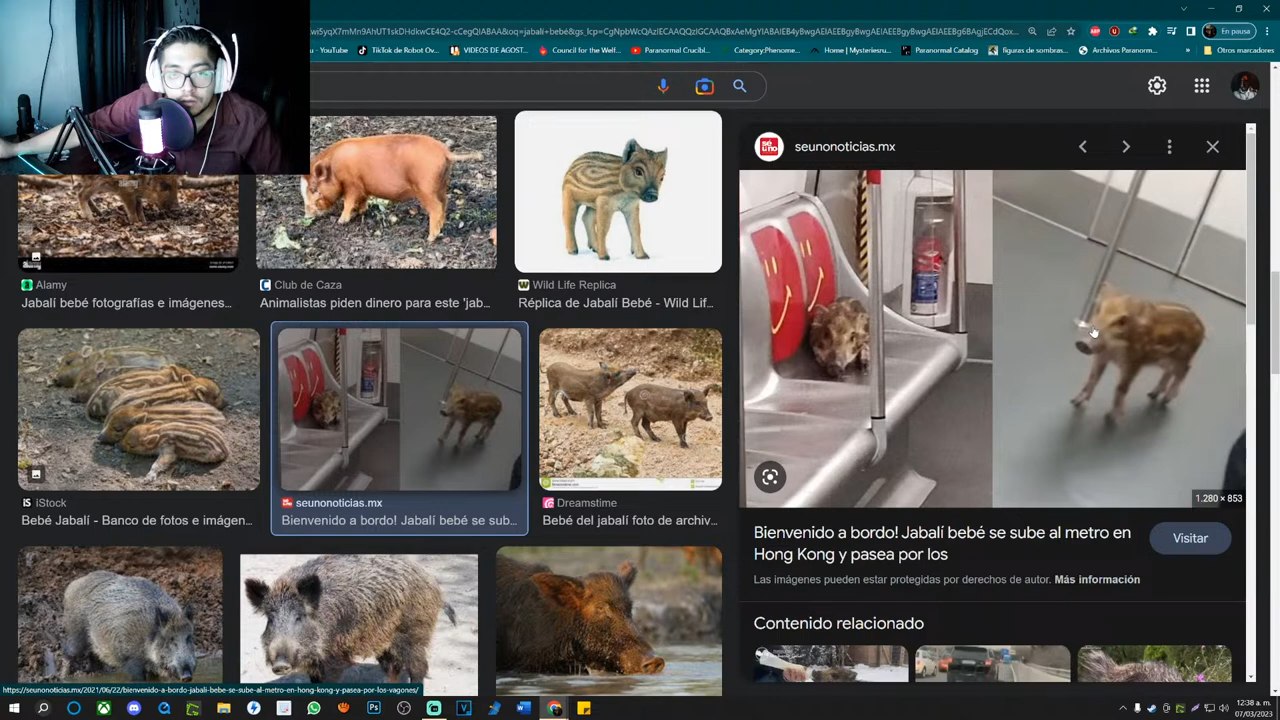 wi5yqX7mMn9AhUT1skDHdkwCE4Q2-cCegQIABAA&oq=jabalí+bebé&gs_lcp=CgNpbWcQAzIECAAQQzIGCAAQBxAeMgYIABAIEB4yBwgAEIAEEBgyBwgAEIAEEBgyBwgAEIAEEBgyBwgAEIAEEBg6BAgjECdQox...
En pausa
YouTube
TikTok de Robot Ov...
VIDEOS DE AGOST...
Council for the Welf...
Paranormal Crucibl...
Category:Phenome...
Home | Mysteriesru...
Paranormal Catalog
figuras de sombras...
Archivos Paranorm...
»
Otros marcadores
seunonoticias.mx
Alamy
Jabalí bebé fotografías e imágenes...
Club de Caza
Animalistas piden dinero para este 'jab...
Wild Life Replica
Réplica de Jabalí Bebé - Wild Lif...
iStock
Bebé Jabalí - Banco de fotos e imágen...
seunonoticias.mx
Bienvenido a bordo! Jabalí bebé se sub...
Dreamstime
Bebé del jabalí foto de archiv...
1.280 × 853
Bienvenido a bordo! Jabalí bebé se sube al metro en
Hong Kong y pasea por los
Visitar
Las imágenes pueden estar protegidas por derechos de autor. Más información
Contenido relacionado
https://seunonoticias.mx/2021/06/22/bienvenido-a-bordo-jabali-bebe-se-sube-al-metro-en-hong-kong-y-pasea-por-los-vagones/
12:38 a. m.
07/03/2023